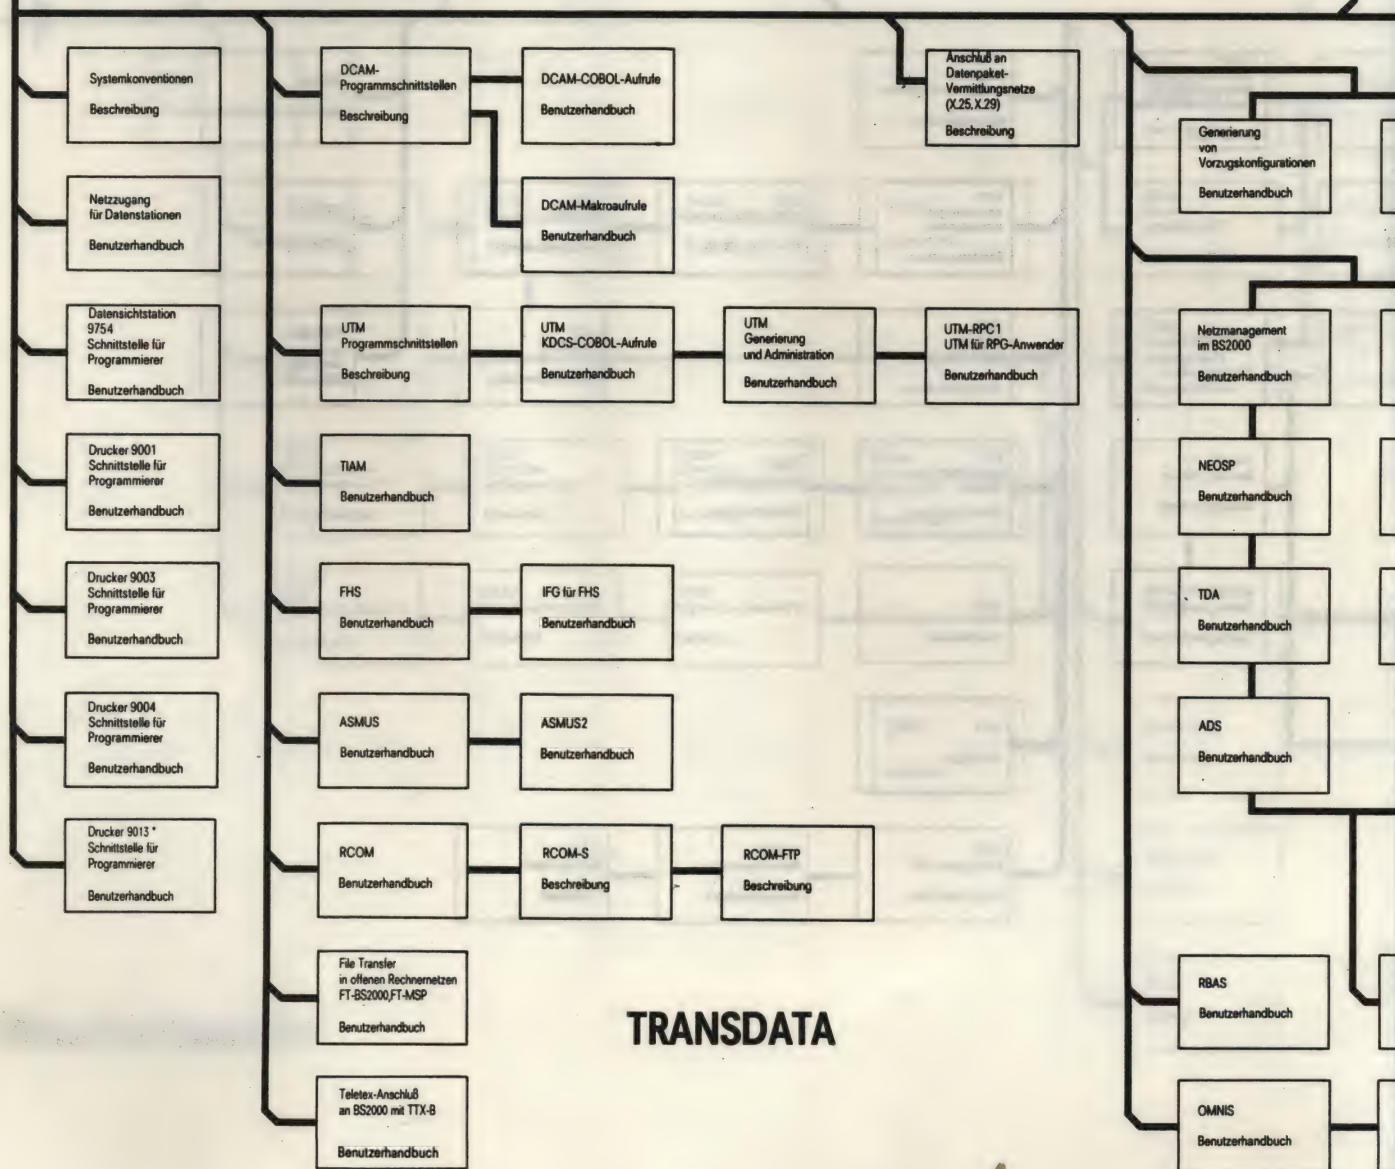 Systemkonventionen
Beschreibung
Netzzugang
für Datenstationen
Benutzerhandbuch
Datensichtstation
9754
Schnittstelle für
Programmierer
Benutzerhandbuch
Drucker 9001
Schnittstelle für
Programmierer
Benutzerhandbuch
Drucker 9003
Schnittstelle für
Programmierer
Benutzerhandbuch
Drucker 9004
Schnittstelle für
Programmierer
Benutzerhandbuch
Drucker 9013 *
Schnittstelle für
Programmierer
Benutzerhandbuch
DCAM-
Programmschnittstellen
Beschreibung
DCAM-COBOL-Aufrufe
Benutzerhandbuch
DCAM-Makroaufrufe
Benutzerhandbuch
UTM
Programmschnittstellen
Beschreibung
UTM
KDCS-COBOL-Aufrufe
Benutzerhandbuch
UTM
Generierung
und Administration
Benutzerhandbuch
UTM-RPC1
UTM für RPG-Anwender
Benutzerhandbuch
TIAM
Benutzerhandbuch
FHS
Benutzerhandbuch
IFG für FHS
Benutzerhandbuch
ASMUS
Benutzerhandbuch
ASMUS2
Benutzerhandbuch
RCOM
Benutzerhandbuch
RCOM-S
Beschreibung
RCOM-FTP
Beschreibung
File Transfer
in offenen Rechnernetzen
FT-BS2000,FT-MSP
Benutzerhandbuch
Teletex-Anschluß
an BS2000 mit TTX-B
Benutzerhandbuch
Anschluß an
Datenpaket-
Vermittlungsnetze
(X.25, X.29)
Beschreibung
Generierung
von
Vorzugskonfigurationen
Benutzerhandbuch
Netzmanagement
im BS2000
Benutzerhandbuch
NEOSP
Benutzerhandbuch
TDA
Benutzerhandbuch
ADS
Benutzerhandbuch
RBAS
Benutzerhandbuch
OMNIS
Benutzerhandbuch
TRANSDATA